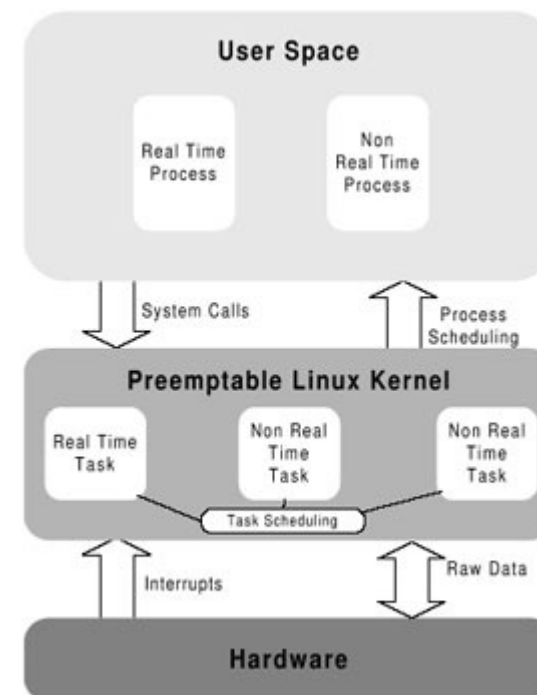 User Space
Real Time
Process
Non
Real Time
Process
System Calls
Process
Scheduling
Preemptable Linux Kernel
Real Time
Task
Non Real
Time
Task
Non Real
Time
Task
Task Scheduling
Interrupts
Raw Data
Hardware